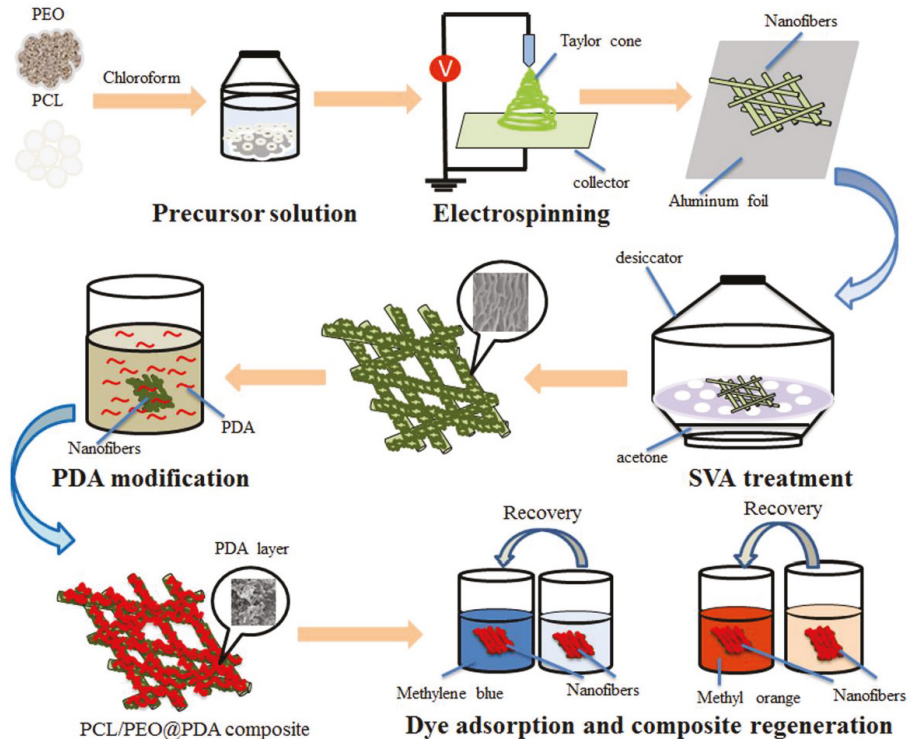 PEO
Chloroform
PCL
Precursor solution
V
Taylor cone
collector
Electrospinning
Nanofibers
Aluminum foil
desiccator
acetone
SVA treatment
Nanofibers
PDA
PDA modification
PDA layer
PCL/PEO@PDA composite
Recovery
Methylene blue
Nanofibers
Recovery
Methyl orange
Nanofibers
Dye adsorption and composite regeneration